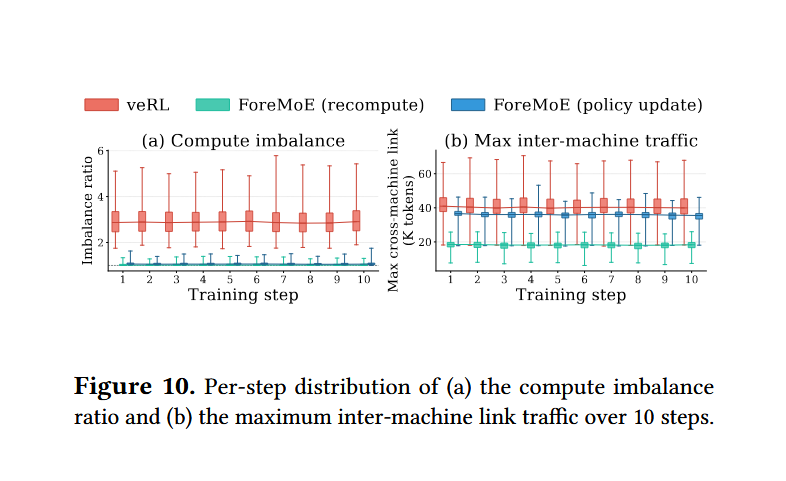 veRL ForeMoE (recompute) ForeMoE (policy update)
(a) Compute imbalance
Imbalance ratio
6
4
2
1 2 3 4 5 6 7 8 9 10
Training step
(b) Max inter-machine traffic
Max cross-machine link
(K tokens)
60
40
20
1 2 3 4 5 6 7 8 9 10
Training step
Figure 10. Per-step distribution of (a) the compute imbalance
ratio and (b) the maximum inter-machine link traffic over 10 steps.